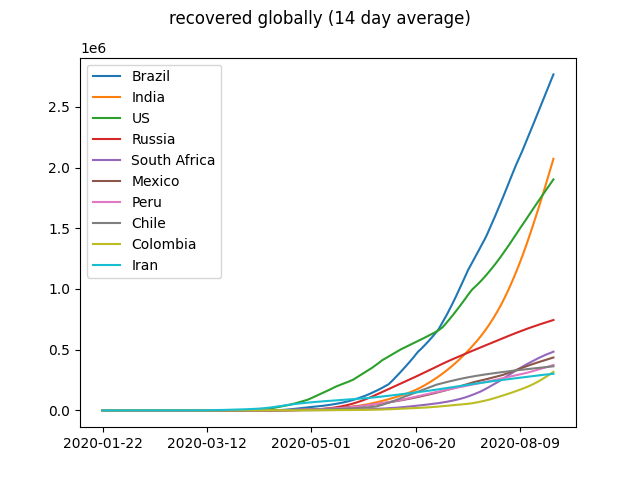 recovered globally (14 day average)
1e6
2.5
2.0
1.5
1.0
0.5
0.0
Brazil
India
US
Russia
South Africa
Mexico
Peru
Chile
Colombia
Iran
2020-01-22 2020-03-12 2020-05-01 2020-06-20 2020-08-09